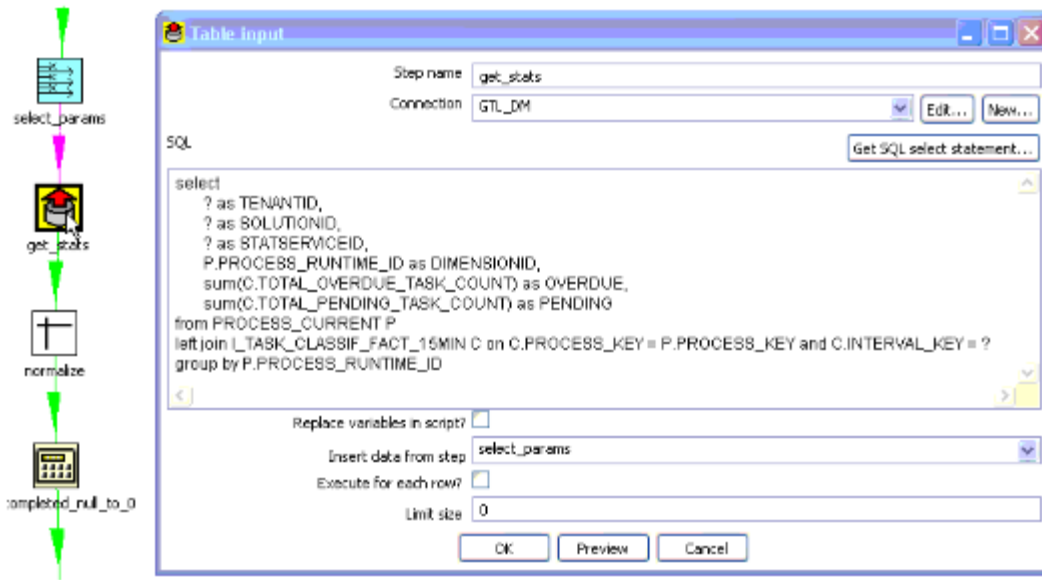 select_params
get_stats
normalize
completed_null_to_0
Table Input
Step name get_stats
Connection GTL_DM Edit... New...
SQL Get SQL select statement...
select
? as TENANTID,
? as SOLUTIONID,
? as STATSERVICEID,
P.PROCESS_RUNTIME_ID as DIMENSIONID,
sum(C.TOTAL_OVERDUE_TASK_COUNT) as OVERDUE,
sum(C.TOTAL_PENDING_TASK_COUNT) as PENDING
from PROCESS_CURRENT P
left join I_TASK_CLASSIF_FACT_15MIN C on C.PROCESS_KEY = P.PROCESS_KEY and C.INTERVAL_KEY = ?
group by P.PROCESS_RUNTIME_ID
Replace variables in script?
Insert data from step select_params
Execute for each row?
Limit size 0
OK Preview Cancel